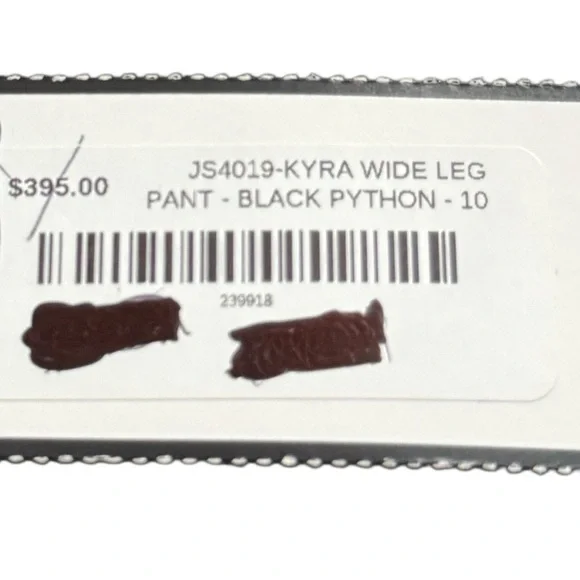 $395.00
JS4019-KYRA WIDE LEG
PANT - BLACK PYTHON - 10
239918